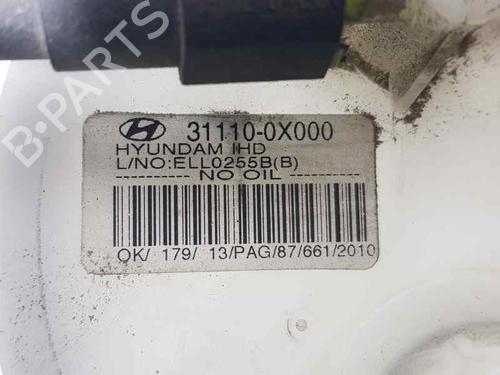 31110-0X000
HYUNDAM IHD
L/NO:ELL0255B(B)
NO OIL
OK/ 179/ 13/PAG/87/661/2010
B-PARTS